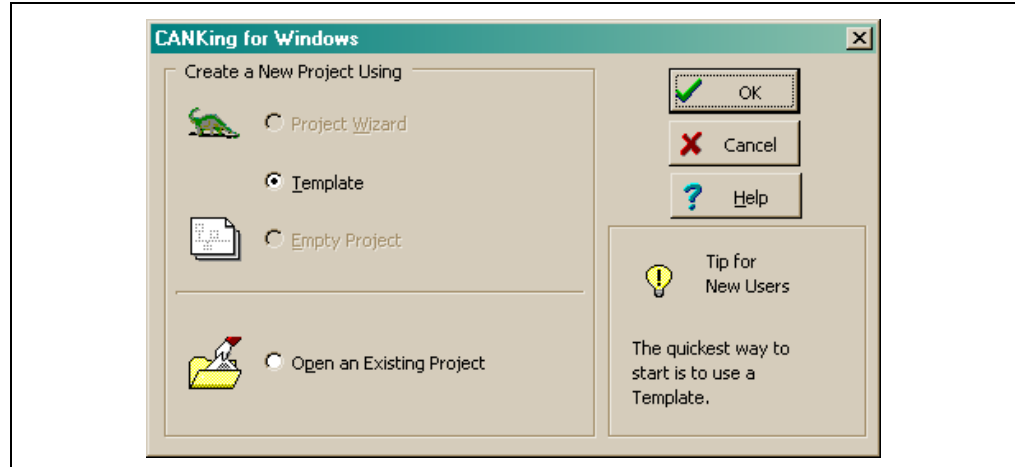 CANKing for Windows
Create a New Project Using
Project Wizard
Template
Empty Project
Open an Existing Project
OK
Cancel
Help
Tip for
New Users
The quickest way to
start is to use a
Template.